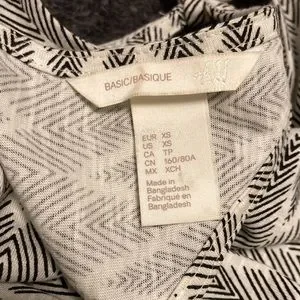 BASIC/BASIQUE
H&M
EUR XS
US XS
CA TP
CN 160/80A
MX XCH
Made in
Bangladesh
Fabriqué en
Bangladesh